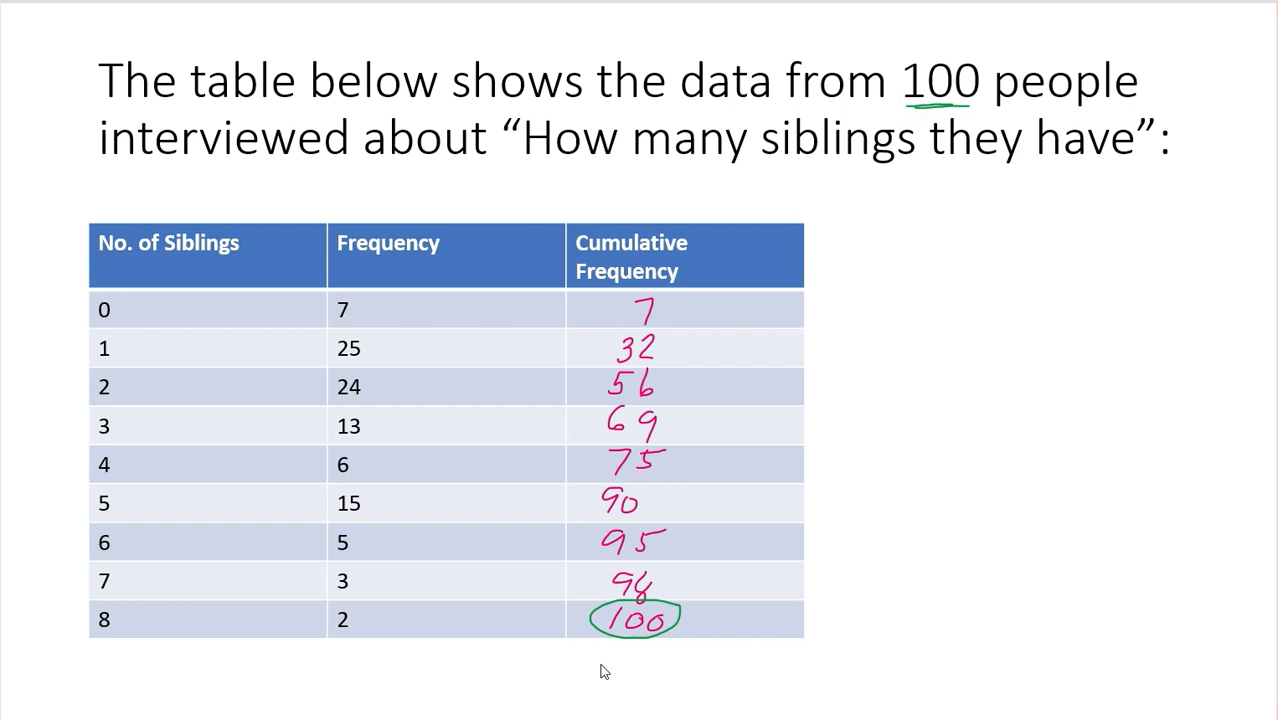 The table below shows the data from 100 people
interviewed about “How many siblings they have”:
No. of Siblings Frequency Cumulative
Frequency
0 7 7
1 25 32
2 24 56
3 13 69
4 6 75
5 15 90
6 5 95
7 3 98
8 2 100